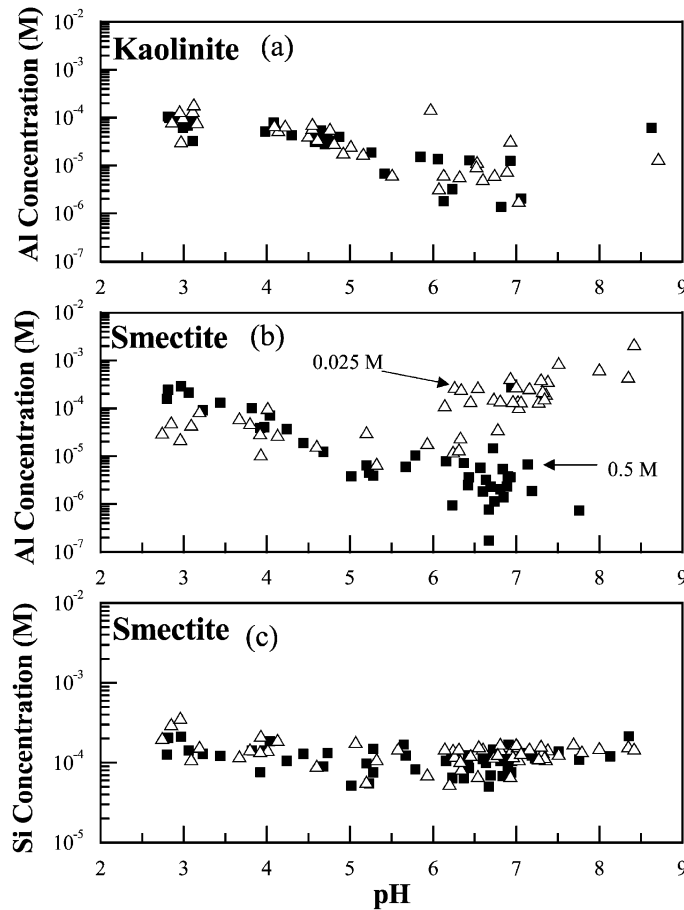 10⁻²
Kaolinite (a)
10⁻³
10⁻⁴
10⁻⁵
10⁻⁶
10⁻⁷
Al Concentration (M)
2 3 4 5 6 7 8 9
10⁻²
Smectite (b)
10⁻³
0.025 M
10⁻⁴
10⁻⁵
0.5 M
10⁻⁶
10⁻⁷
Al Concentration (M)
2 3 4 5 6 7 8 9
10⁻²
Smectite (c)
10⁻³
10⁻⁴
10⁻⁵
Si Concentration (M)
2 3 4 5 6 7 8 9
pH